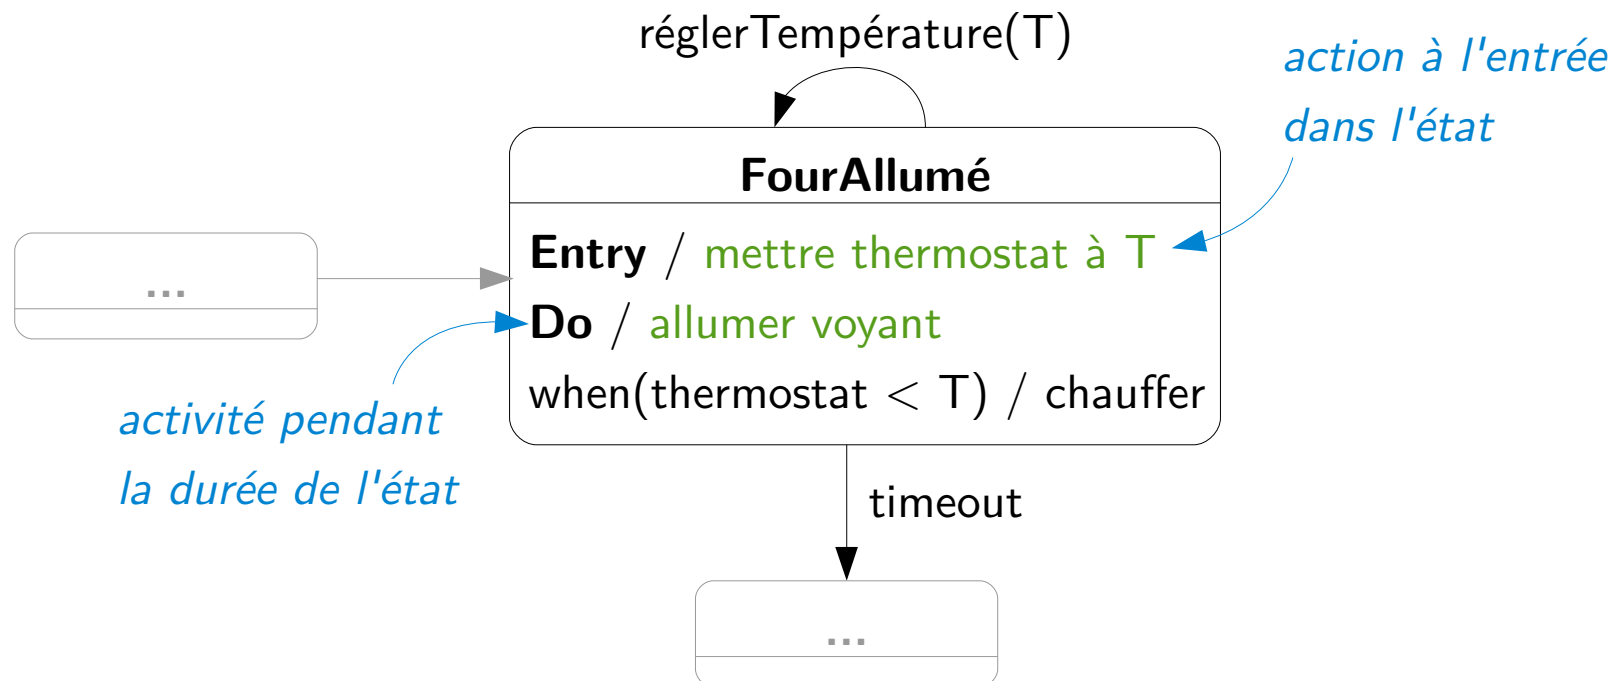 réglerTempérature(T)
action à l'entrée
dans l'état
FourAllumé
Entry / mettre thermostat à T
...
Do / allumer voyant
when(thermostat < T) / chauffer
activité pendant
la durée de l'état
timeout
...